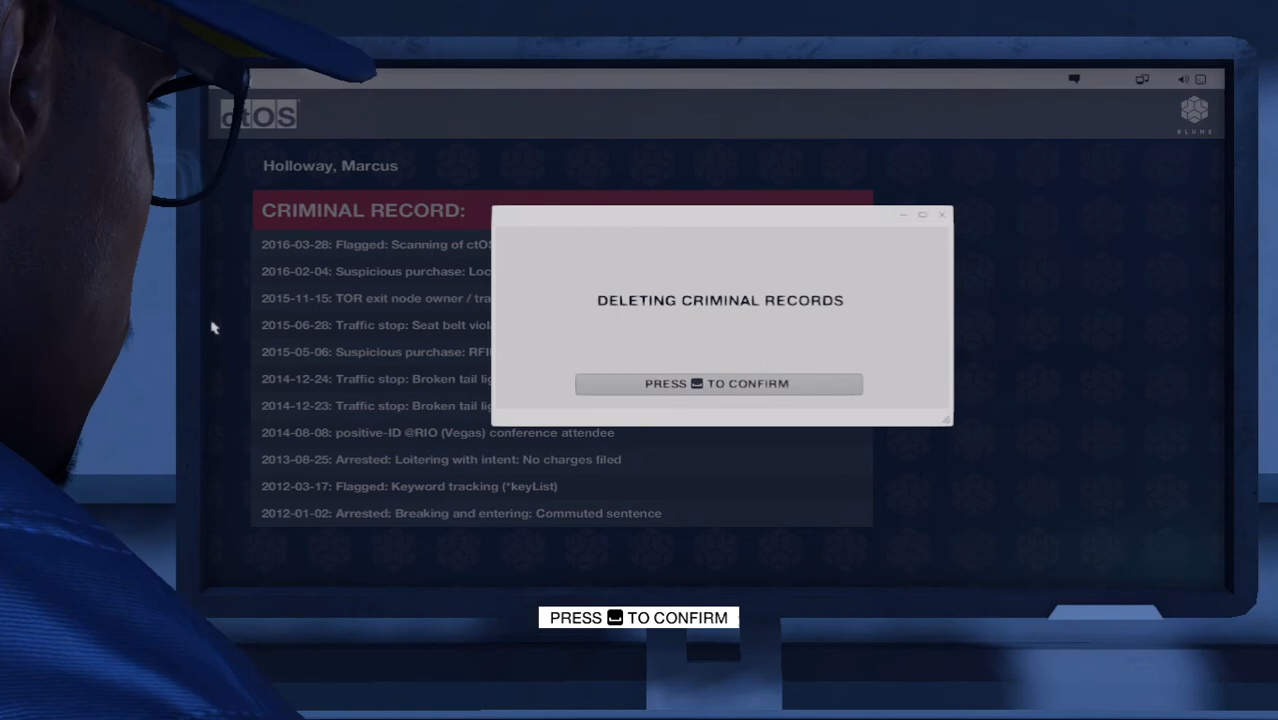 ctOS
BLUME
Holloway, Marcus
CRIMINAL RECORD:
2016-03-28: Flagged: Scanning of ctOS
2016-02-04: Suspicious purchase: Loc
2015-11-15: TOR exit node owner / tra
2015-06-28: Traffic stop: Seat belt viol
2015-05-06: Suspicious purchase: RFI
2014-12-24: Traffic stop: Broken tail lig
2014-12-23: Traffic stop: Broken tail lig
2014-08-08: positive-ID @RIO (Vegas) conference attendee
2013-08-25: Arrested: Loitering with intent: No charges filed
2012-03-17: Flagged: Keyword tracking (*keyList)
2012-01-02: Arrested: Breaking and entering: Commuted sentence
DELETING CRIMINAL RECORDS
PRESS TO CONFIRM
PRESS TO CONFIRM